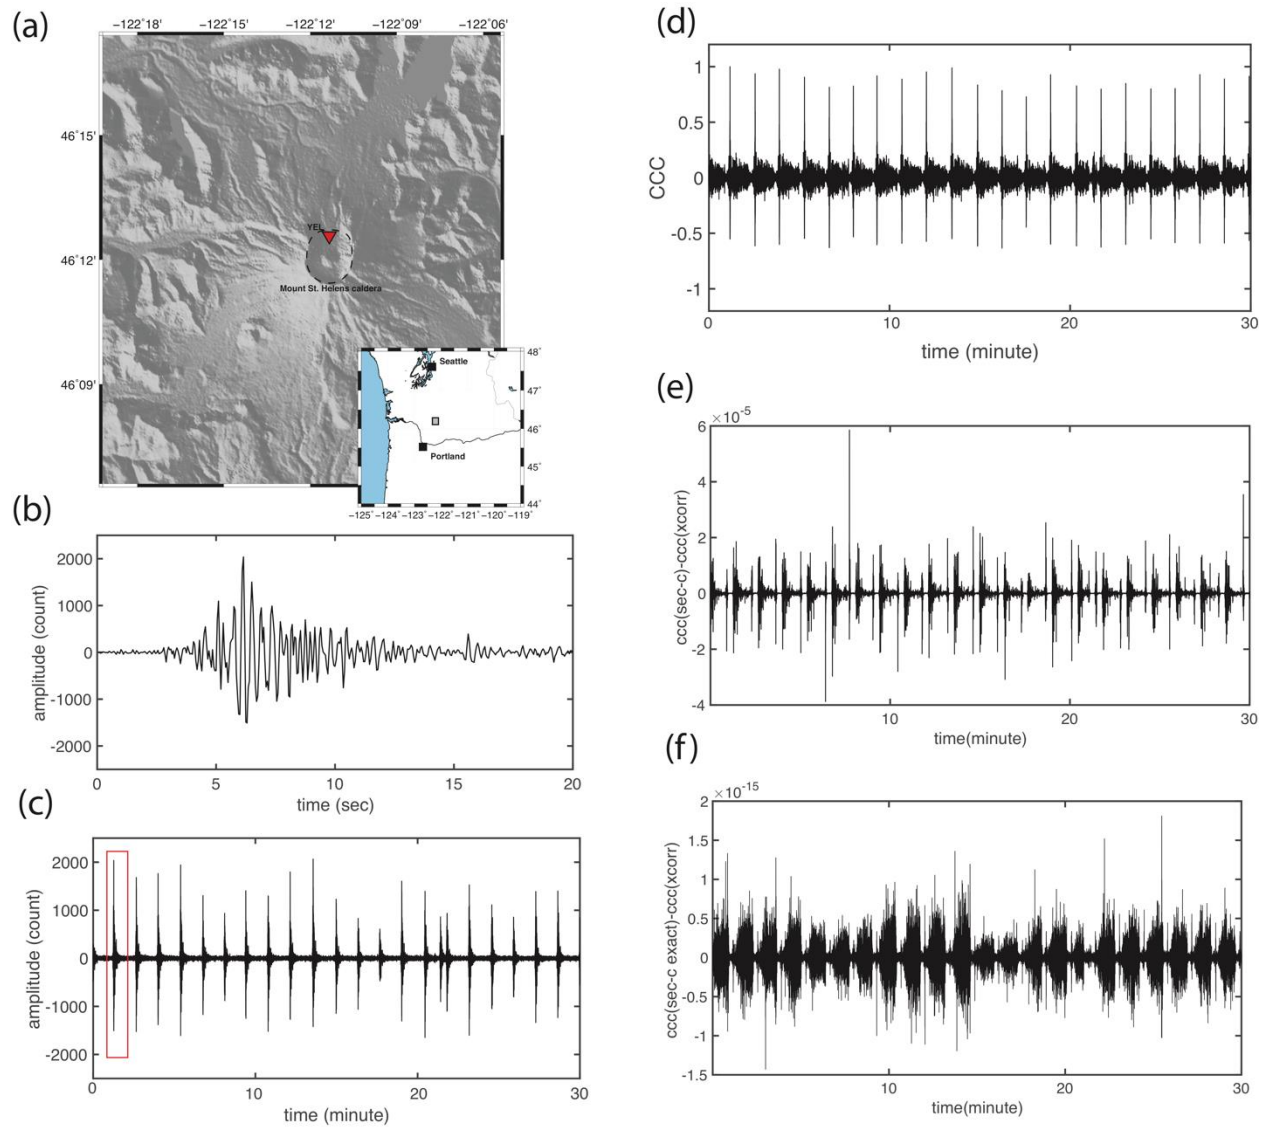 (a)
−122˚18' −122˚15' −122˚12' −122˚09' −122˚06'
46˚15'
46˚12'
46˚09'
YEL
Mount St. Helens caldera
Seattle
Portland
48˚
47˚
46˚
45˚
44˚
−125˚ −124˚ −123˚ −122˚ −121˚ −120˚ −119˚
(b)
amplitude (count)
2000
1000
0
-1000
-2000
0 5 10 15 20
time (sec)
(c)
amplitude (count)
2000
1000
0
-1000
-2000
0 10 20 30
time (minute)
(d)
CCC
1
0.5
0
-0.5
-1
0 10 20 30
time (minute)
(e)
×10-5
ccc(sec-c)-ccc(xcorr)
6
4
2
0
-2
-4
10 20 30
time(minute)
(f)
×10-15
ccc(sec-c exact)-ccc(xcorr)
2
1.5
1
0.5
0
-0.5
-1
-1.5
10 20 30
time(minute)